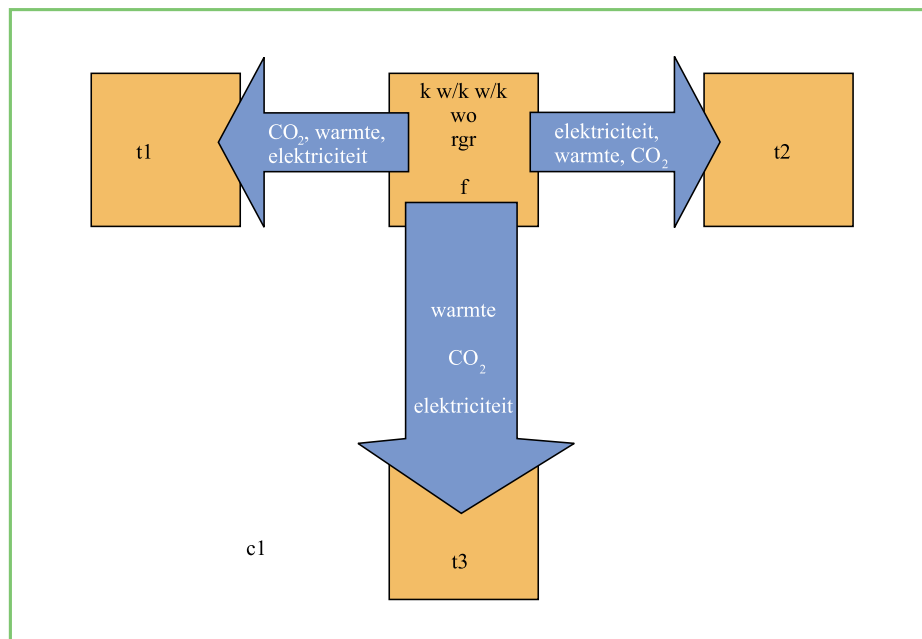 k w/k w/k
wo
rgr
f
t1
CO₂, warmte,
elektriciteit
elektriciteit,
warmte, CO₂
t2
warmte
CO₂
elektriciteit
c1
t3